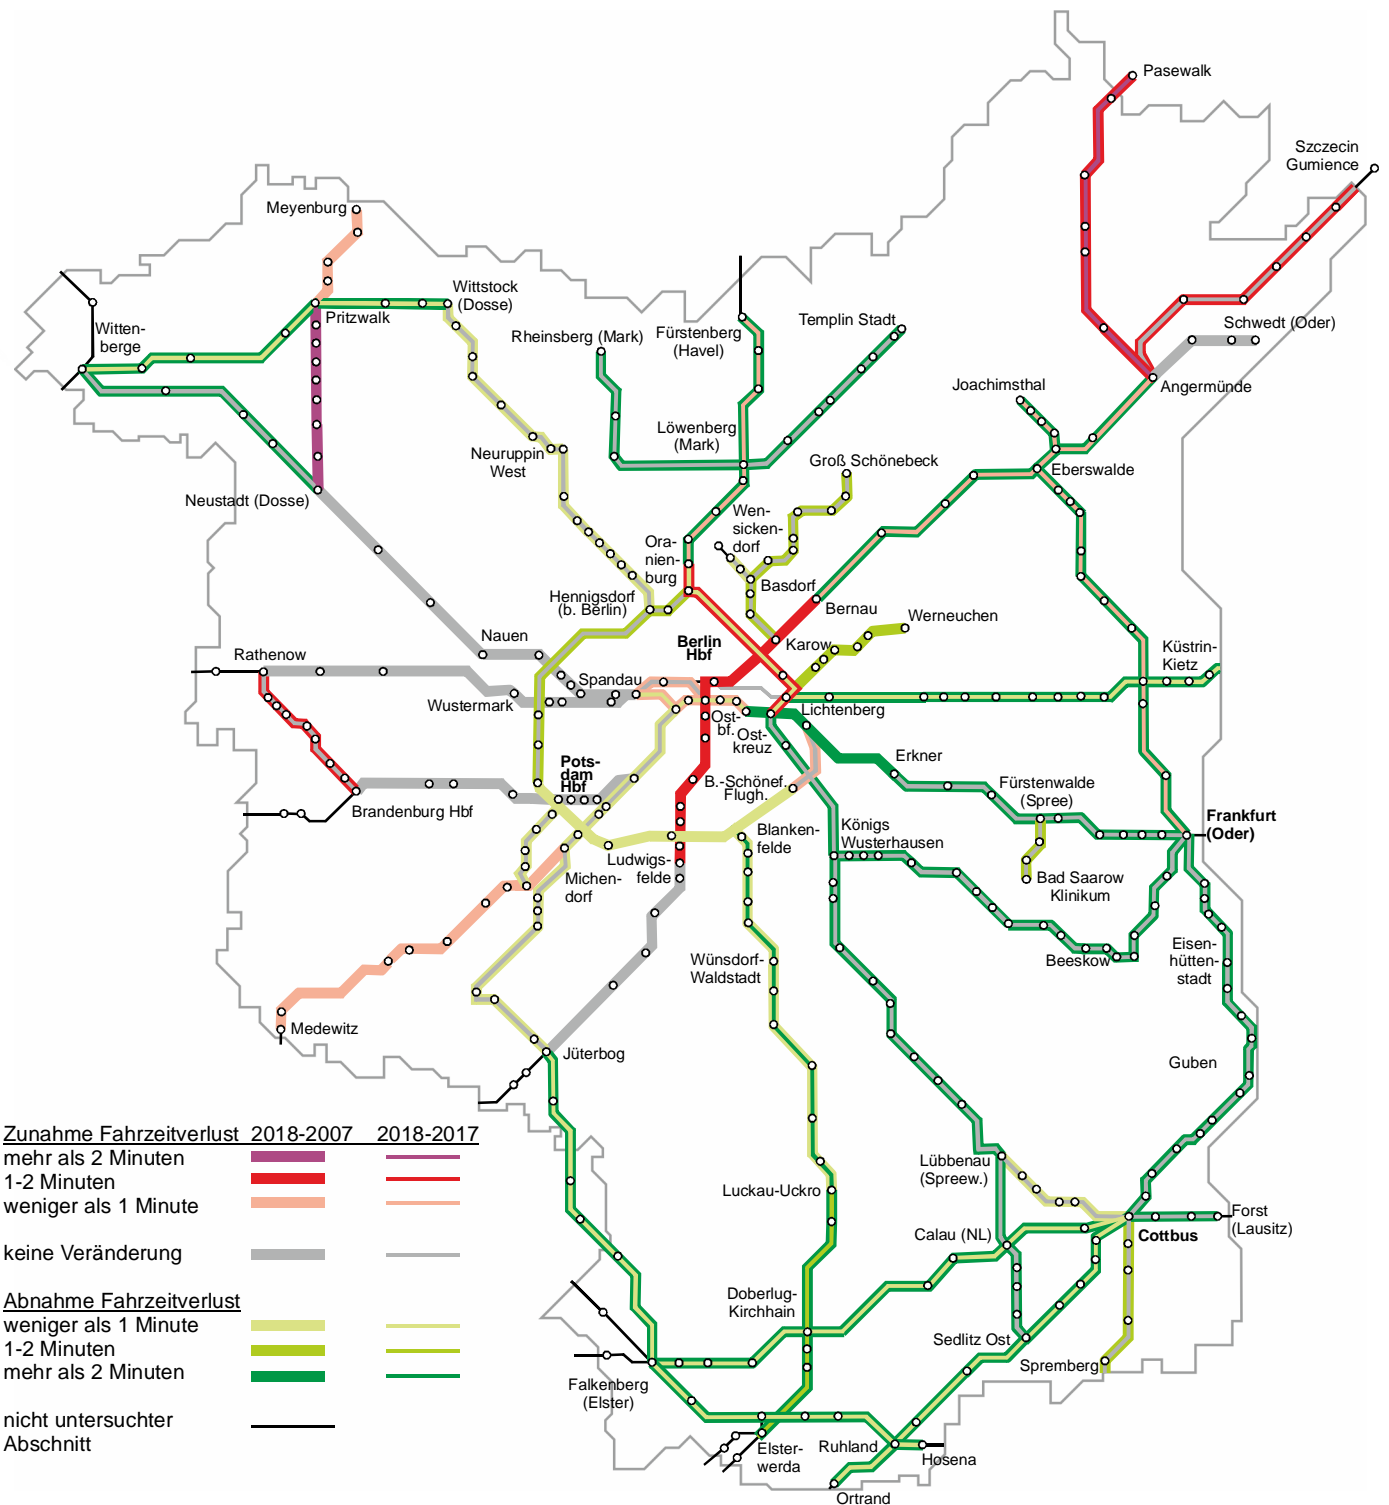 Pasewalk
Szczecin
Gumience
Meyenburg
Wittstock
(Dosse)
Pritzwalk
Witten-
berge
Rheinsberg (Mark)
Fürstenberg
(Havel)
Templin Stadt
Schwedt (Oder)
Angermünde
Joachimsthal
Löwenberg
(Mark)
Neuruppin
West
Groß Schönebeck
Eberswalde
Neustadt (Dosse)
Wen-
sicken-
dorf
Ora-
nien-
burg
Basdorf
Hennigsdorf
(b. Berlin)
Bernau
Werneuchen
Nauen
Berlin
Hbf
Karow
Küstrin-
Kietz
Rathenow
Spandau
Wustermark
Lichtenberg
Ost-
bf.
Ost-
kreuz
Erkner
Pots-
dam
Hbf
B.-Schönef.
Flugh.
Fürstenwalde
(Spree)
Brandenburg Hbf
Frankfurt
(Oder)
Blanken-
felde
Königs
Wusterhausen
Ludwigs-
felde
Michen-
dorf
Bad Saarow
Klinikum
Wünsdorf-
Waldstadt
Beeskow
Eisen-
hütten-
stadt
Medewitz
Jüterbog
Guben
Zunahme Fahrzeitverlust 2018-2007 2018-2017
mehr als 2 Minuten
1-2 Minuten
weniger als 1 Minute
keine Veränderung
Abnahme Fahrzeitverlust
weniger als 1 Minute
1-2 Minuten
mehr als 2 Minuten
nicht untersuchter
Abschnitt
Lübbenau
(Spreew.)
Luckau-Uckro
Forst
(Lausitz)
Calau (NL)
Cottbus
Doberlug-
Kirchhain
Sedlitz Ost
Spremberg
Falkenberg
(Elster)
Elster-
werda
Ruhland
Hosena
Ortrand